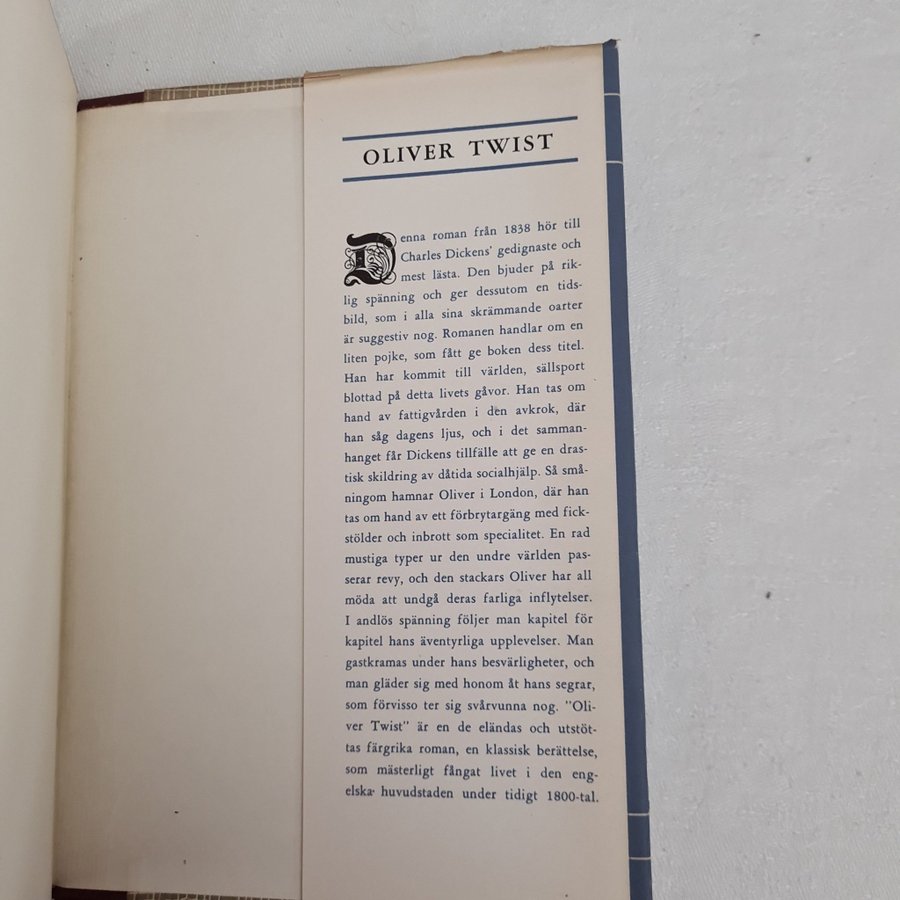 OLIVER TWIST
Denna roman från 1838 hör till
Charles Dickens' gedignaste och
mest lästa. Den bjuder på rik-
lig spänning och ger dessutom en tids-
bild, som i alla sina skrämmande oarter
är suggestiv nog. Romanen handlar om en
liten pojke, som fått ge boken dess titel.
Han har kommit till världen, sällsport
blottad på detta livets gåvor. Han tas om
hand av fattigvården i den avkrok, där
han såg dagens ljus, och i det samman-
hanget får Dickens tillfälle att ge en dras-
tisk skildring av dåtida socialhjälp. Så små-
ningom hamnar Oliver i London, där han
tas om hand av ett förbrytargäng med fick-
stölder och inbrott som specialitet. En rad
mustiga typer ur den undre världen pas-
serar revy, och den stackars Oliver har all
möda att undgå deras farliga inflytelser.
I andlös spänning följer man kapitel för
kapitel hans äventyrliga upplevelser. Man
gastkramas under hans besvärligheter, och
man gläder sig med honom åt hans segrar,
som förvisso ter sig svårvunna nog. "Oli-
ver Twist" är en de eländas och utstöt-
tas färgrika roman, en klassisk berättelse,
som mästerligt fångat livet i den eng-
elska huvudstaden under tidigt 1800-tal.